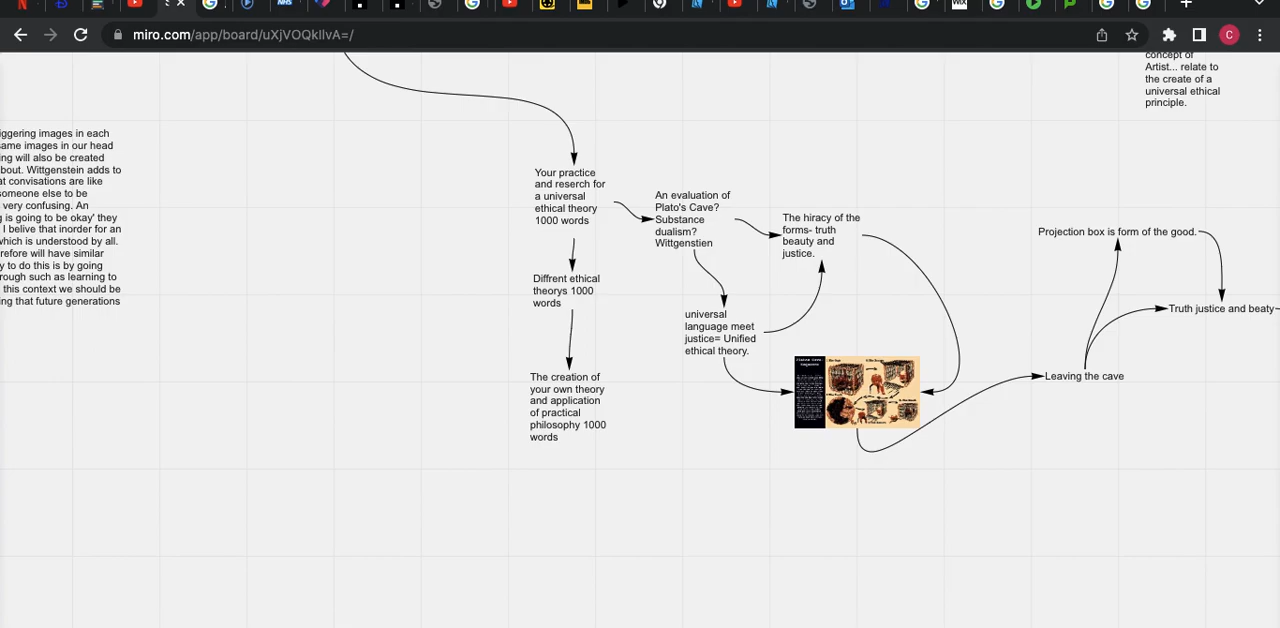 miro.com/app/board/uXjVOQkllvA=/
C
concept of
Artist... relate to
the create of a
universal ethical
principle.
iggering images in each
same images in our head
ing will also be created
bout. Wittgenstein adds to
at convisations are like
someone else to be
very confusing. An
g is going to be okay' they
I belive that inorder for an
which is understood by all.
refore will have similar
y to do this is by going
rough such as learning to
this context we should be
ing that future generations
Your practice
and reserch for
a universal
ethical theory
1000 words
Diffrent ethical
theorys 1000
words
The creation of
your own theory
and application
of practical
philosophy 1000
words
An evaluation of
Plato's Cave?
Substance
dualism?
Wittgenstien
universal
language meet
justice= Unified
ethical theory.
The hiracy of the
forms- truth
beauty and
justice.
Projection box is form of the good.
Truth justice and beaty
Leaving the cave